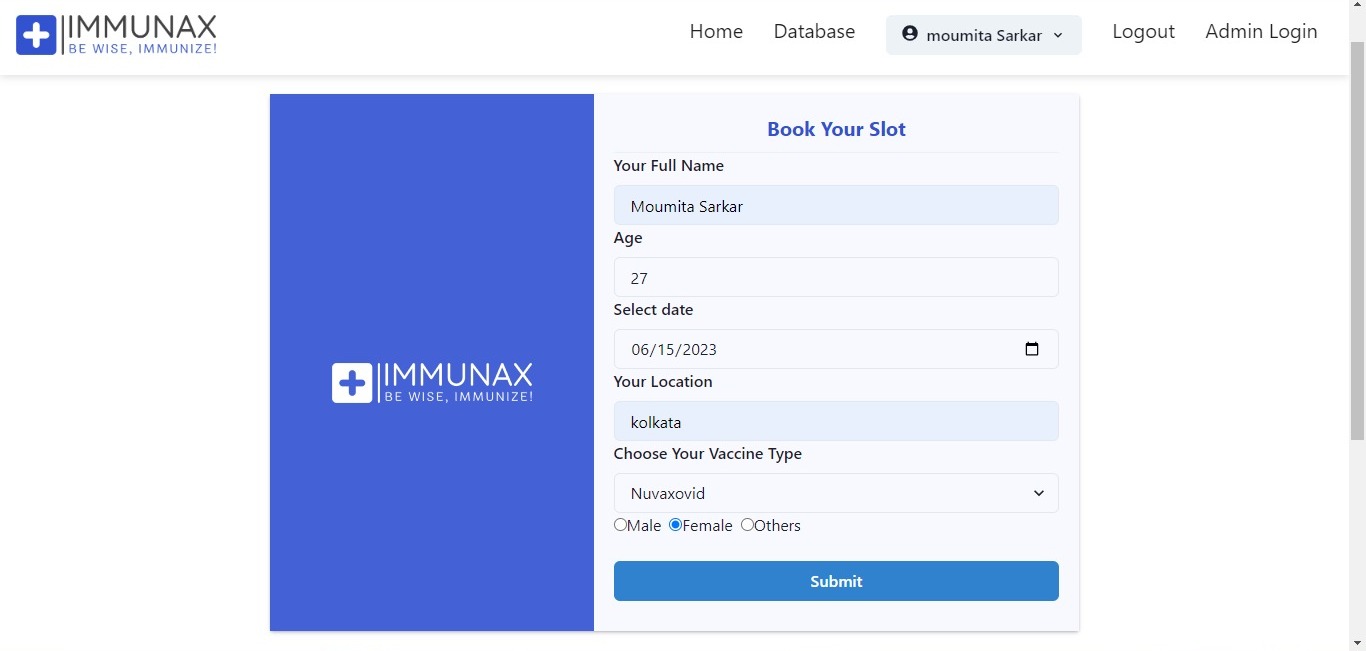 IMMUNAX
BE WISE, IMMUNIZE!
Home Database moumita Sarkar Logout Admin Login
IMMUNAX
BE WISE, IMMUNIZE!
Book Your Slot
Your Full Name
Moumita Sarkar
Age
27
Select date
06/15/2023
Your Location
kolkata
Choose Your Vaccine Type
Nuvaxovid
Male Female Others
Submit